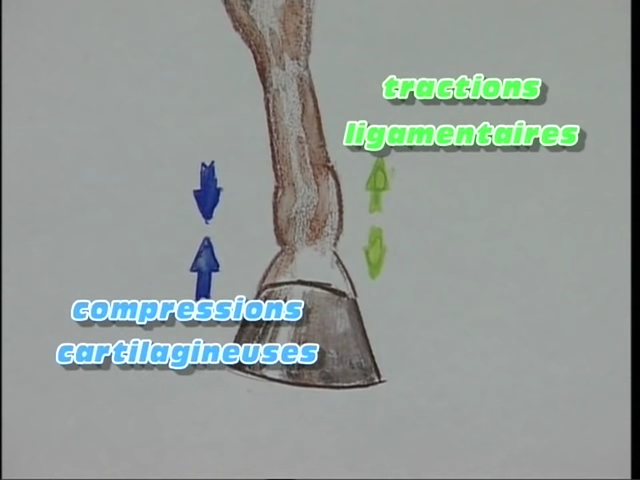 tractions
ligamentaires
compressions
cartilagineuses